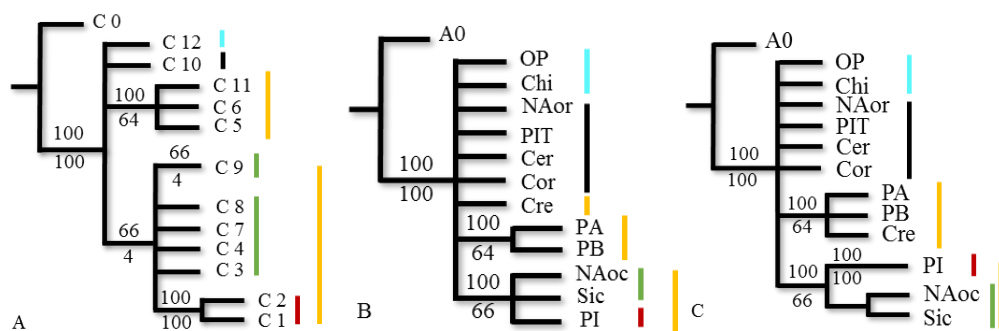 C 0
C 12
C 10
100
C 11
64
C 6
C 5
100
100
66
C 9
4
C 8
66
C 7
4
C 4
C 3
100
C 2
100
C 1
A
A0
OP
Chi
NAor
PIT
Cer
100
Cor
100
Cre
100
PA
64
PB
100
NAoc
66
Sic
PI
B
A0
OP
Chi
NAor
PIT
Cer
100
Cor
100
PA
100
PB
64
Cre
100
100
PI
100
66
NAoc
Sic
C